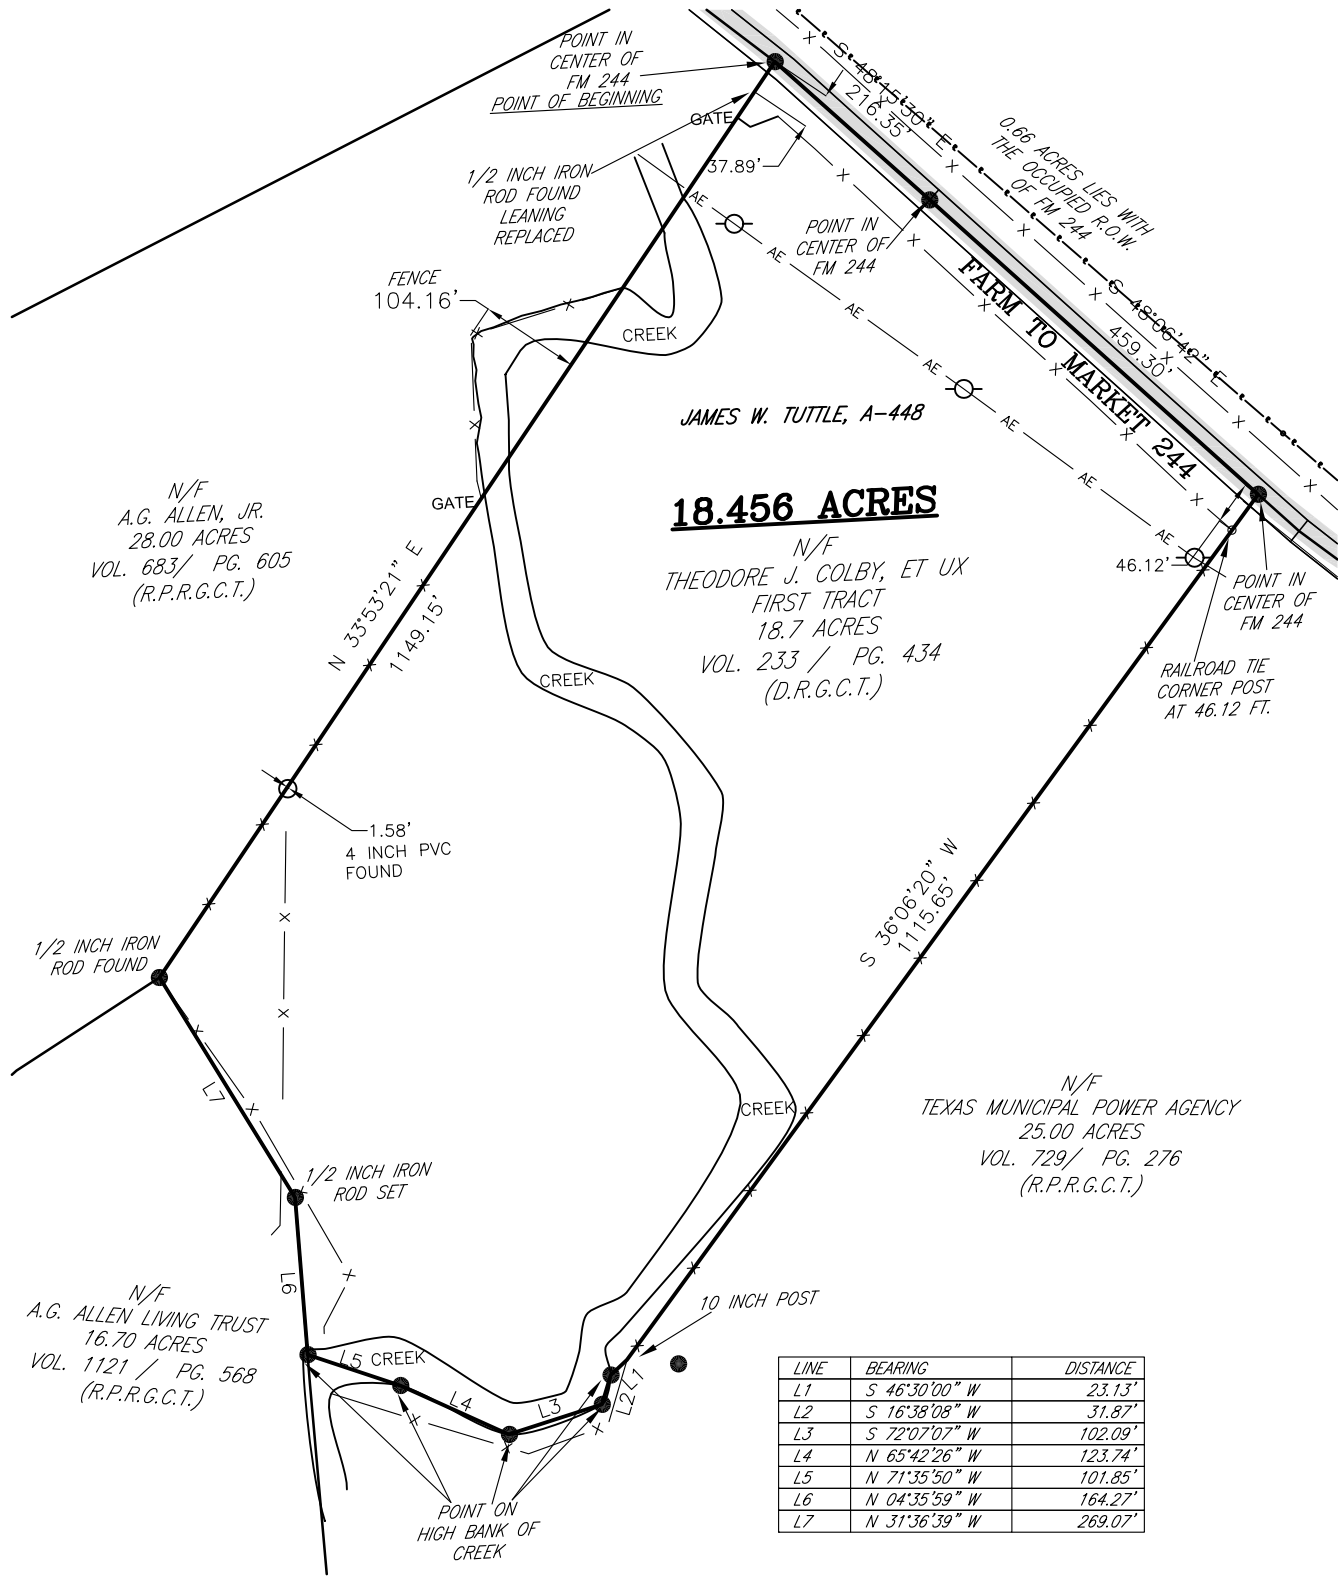 POINT IN
CENTER OF
FM 244
POINT OF BEGINNING
S 48°15'30" E
216.35'
GATE
37.89'
1/2 INCH IRON
ROD FOUND
LEANING
REPLACED
0.66 ACRES LIES WITH
THE OCCUPIED R.O.W.
OF FM 244
POINT IN
CENTER OF
FM 244
FARM TO MARKET 244
S 48°06'42" E
459.30'
FENCE
104.16'
CREEK
AE
AE
AE
AE
AE
AE
AE
JAMES W. TUTTLE, A-448
18.456 ACRES
N/F
THEODORE J. COLBY, ET UX
FIRST TRACT
18.7 ACRES
VOL. 233 / PG. 434
(D.R.G.C.T.)
N/F
A.G. ALLEN, JR.
28.00 ACRES
VOL. 683/ PG. 605
(R.P.R.G.C.T.)
GATE
N 33°53'21" E
1149.15'
CREEK
46.12'
POINT IN
CENTER OF
FM 244
RAILROAD TIE
CORNER POST
AT 46.12 FT.
1.58'
4 INCH PVC
FOUND
S 36°06'20" W
1115.65'
1/2 INCH IRON
ROD FOUND
L7
CREEK
N/F
TEXAS MUNICIPAL POWER AGENCY
25.00 ACRES
VOL. 729/ PG. 276
(R.P.R.G.C.T.)
1/2 INCH IRON
ROD SET
L6
N/F
A.G. ALLEN LIVING TRUST
16.70 ACRES
VOL. 1121 / PG. 568
(R.P.R.G.C.T.)
10 INCH POST
L5 CREEK
L4
L3
L2
L1
POINT ON
HIGH BANK OF
CREEK
LINE BEARING DISTANCE
L1 S 46°30'00" W 23.13'
L2 S 16°38'08" W 31.87'
L3 S 72°07'07" W 102.09'
L4 N 65°42'26" W 123.74'
L5 N 71°35'50" W 101.85'
L6 N 04°35'59" W 164.27'
L7 N 31°36'39" W 269.07'